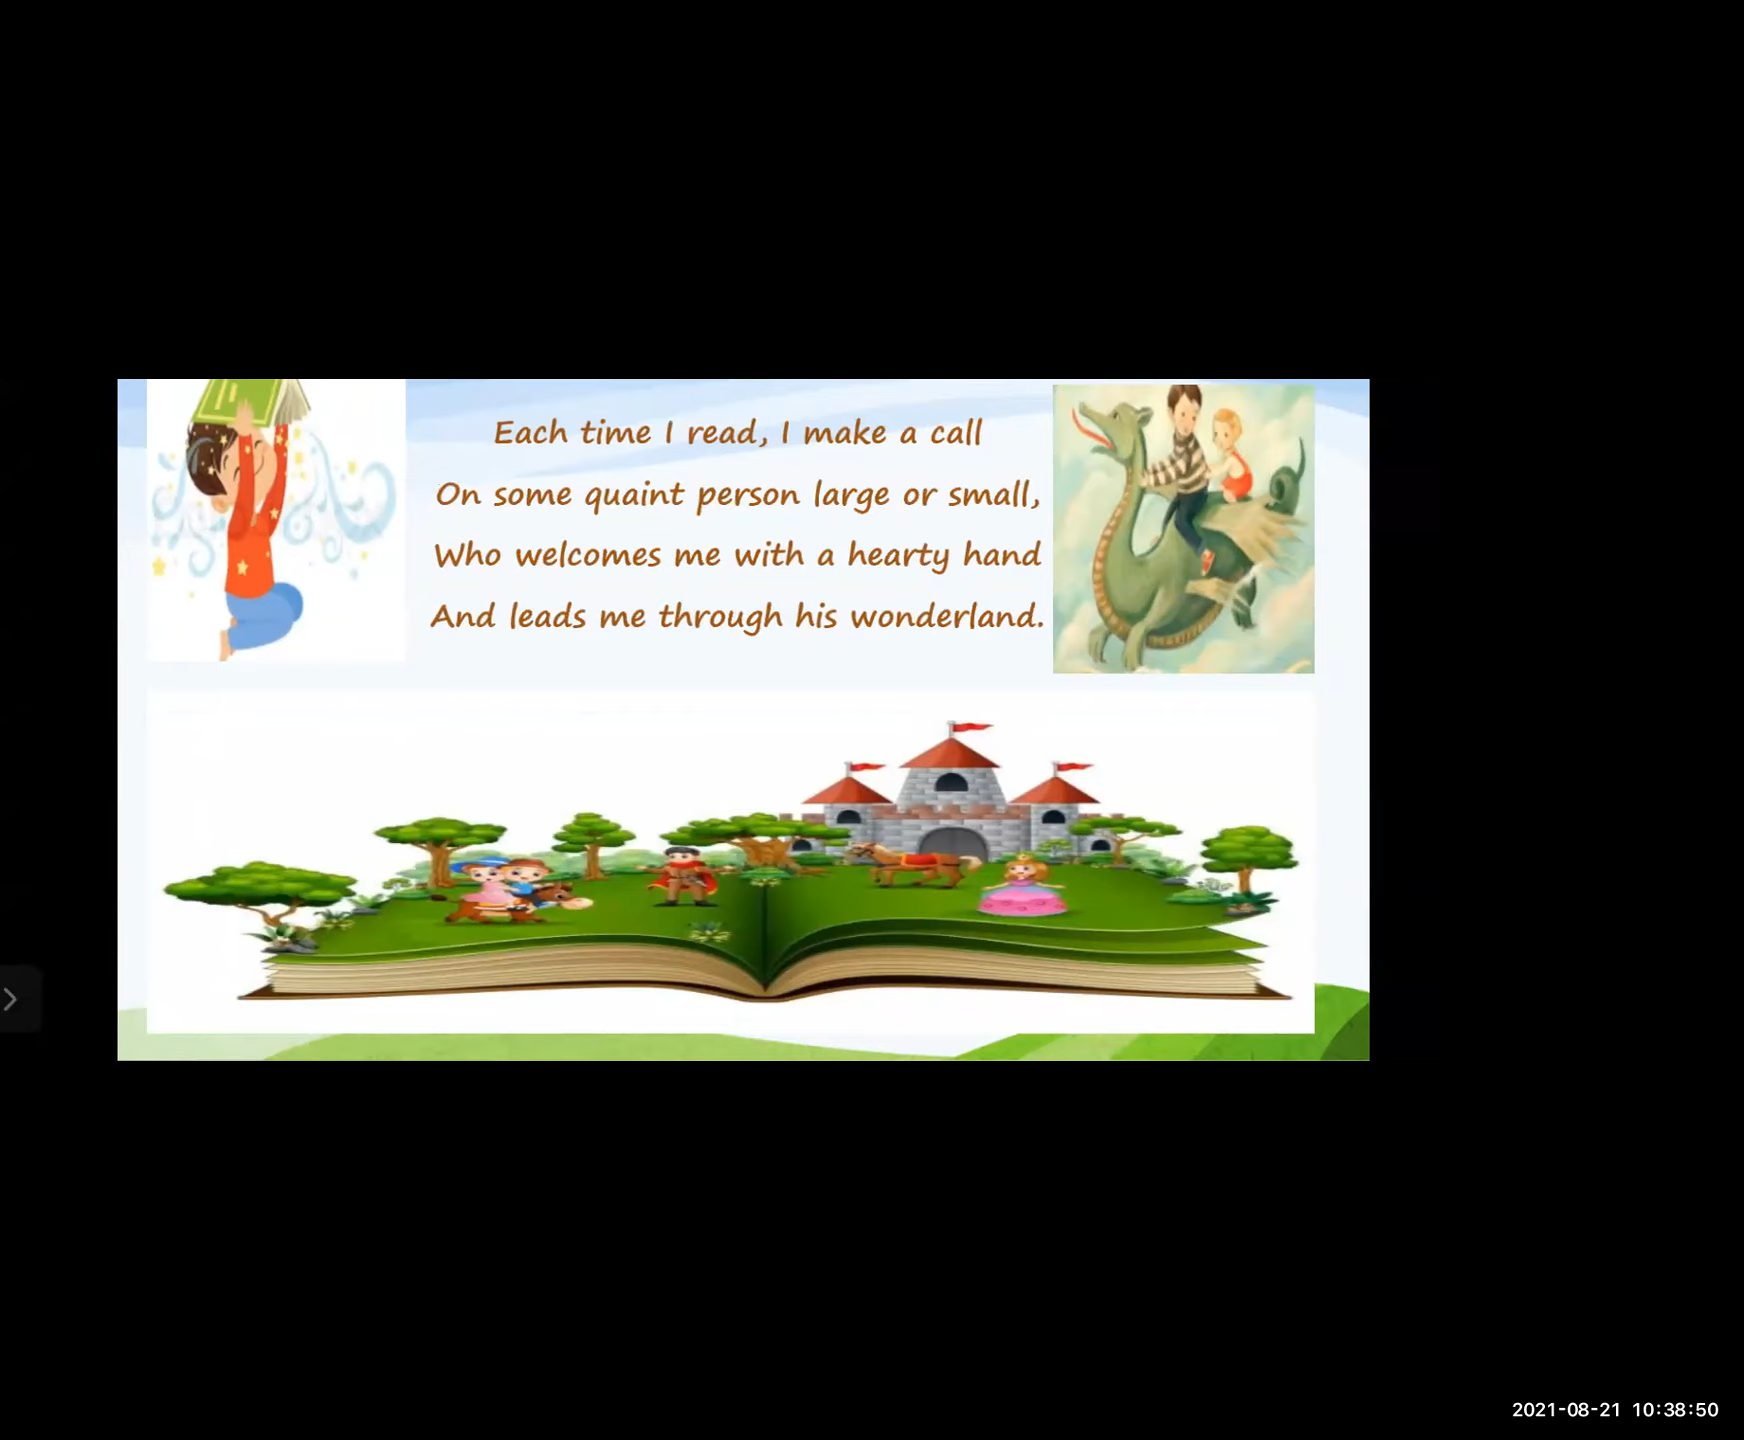 Each time I read, I make a call
On some quaint person large or small,
Who welcomes me with a hearty hand
And leads me through his wonderland.
2021-08-21 10:38:50